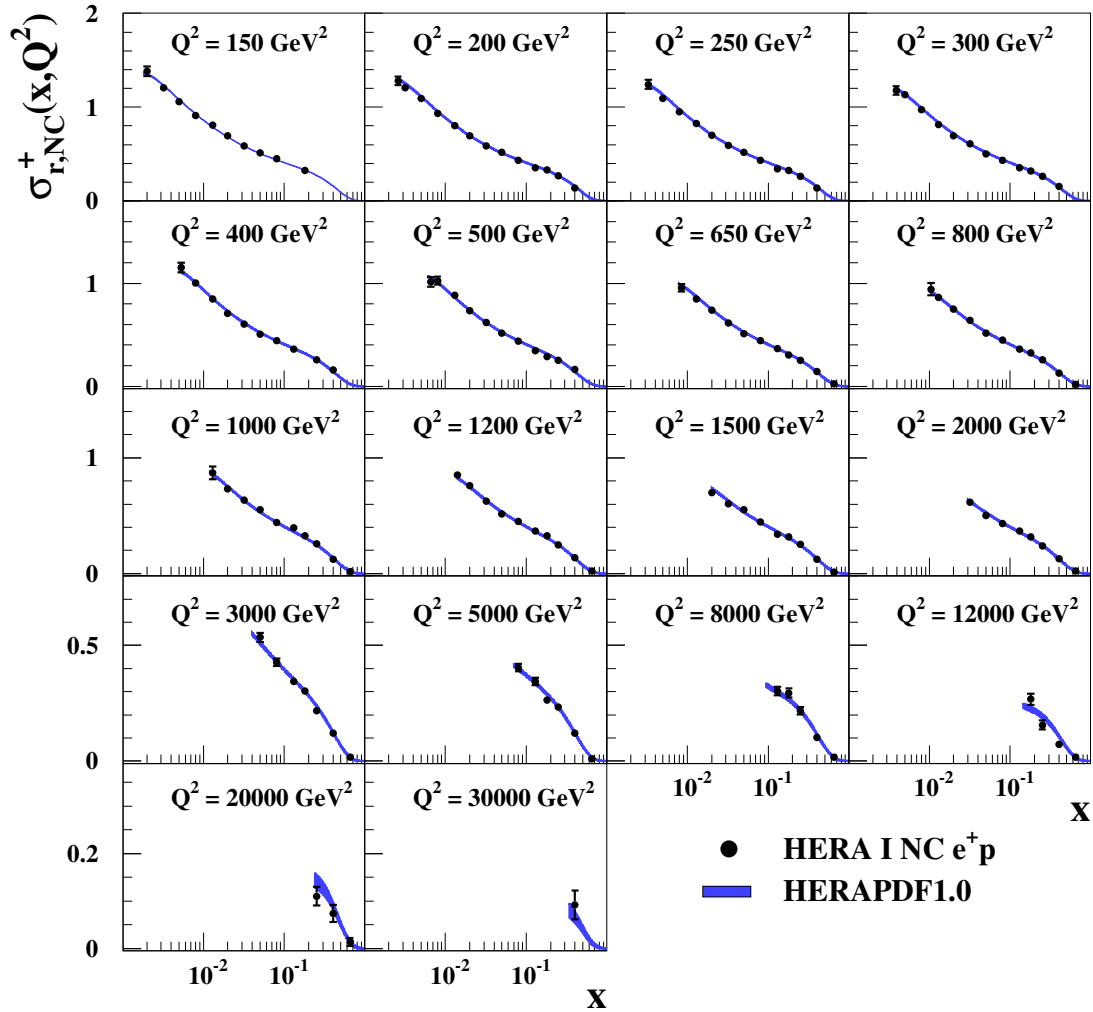 σ⁺r,NC(x,Q²)
2
1
0
Q² = 150 GeV²
Q² = 200 GeV²
Q² = 250 GeV²
Q² = 300 GeV²
1
0
Q² = 400 GeV²
Q² = 500 GeV²
Q² = 650 GeV²
Q² = 800 GeV²
1
0
Q² = 1000 GeV²
Q² = 1200 GeV²
Q² = 1500 GeV²
Q² = 2000 GeV²
0.5
0
Q² = 3000 GeV²
Q² = 5000 GeV²
Q² = 8000 GeV²
Q² = 12000 GeV²
10⁻² 10⁻¹ 10⁻² 10⁻¹
x
0.2
0
Q² = 20000 GeV²
Q² = 30000 GeV²
10⁻² 10⁻¹ 10⁻² 10⁻¹
x
HERA I NC e⁺p
HERAPDF1.0